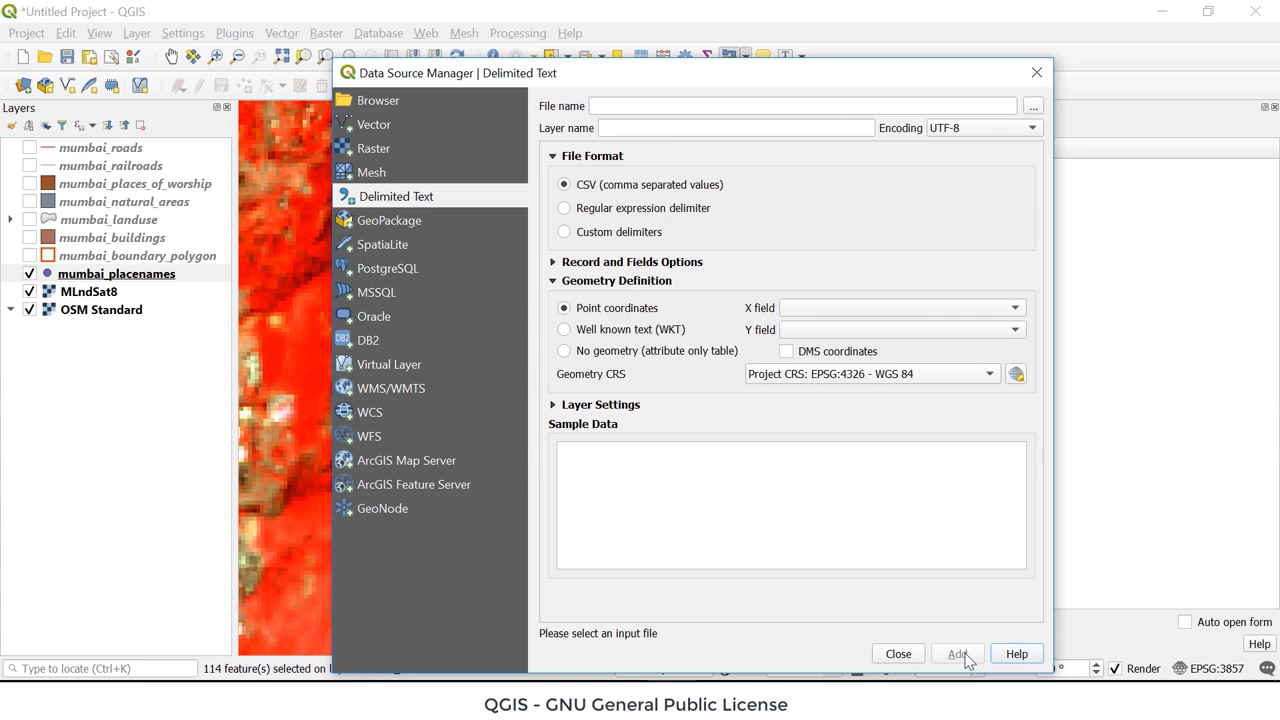 *Untitled Project - QGIS
Project Edit View Layer Settings Plugins Vector Raster Database Web Mesh Processing Help
Data Source Manager | Delimited Text
Layers
mumbai_roads
mumbai_railroads
mumbai_places_of_worship
mumbai_natural_areas
mumbai_landuse
mumbai_buildings
mumbai_boundary_polygon
mumbai_placenames
MLndSat8
OSM Standard
Browser
Vector
Raster
Mesh
Delimited Text
GeoPackage
SpatiaLite
PostgreSQL
MSSQL
Oracle
DB2
Virtual Layer
WMS/WMTS
WCS
WFS
ArcGIS Map Server
ArcGIS Feature Server
GeoNode
File name ...
Layer name Encoding UTF-8
File Format
CSV (comma separated values)
Regular expression delimiter
Custom delimiters
Record and Fields Options
Geometry Definition
Point coordinates X field
Well known text (WKT) Y field
No geometry (attribute only table) DMS coordinates
Geometry CRS Project CRS: EPSG:4326 - WGS 84
Layer Settings
Sample Data
Please select an input file
Close Add Help
Auto open form
Help
Type to locate (Ctrl+K) 114 feature(s) selected on Render EPSG:3857
QGIS - GNU General Public License